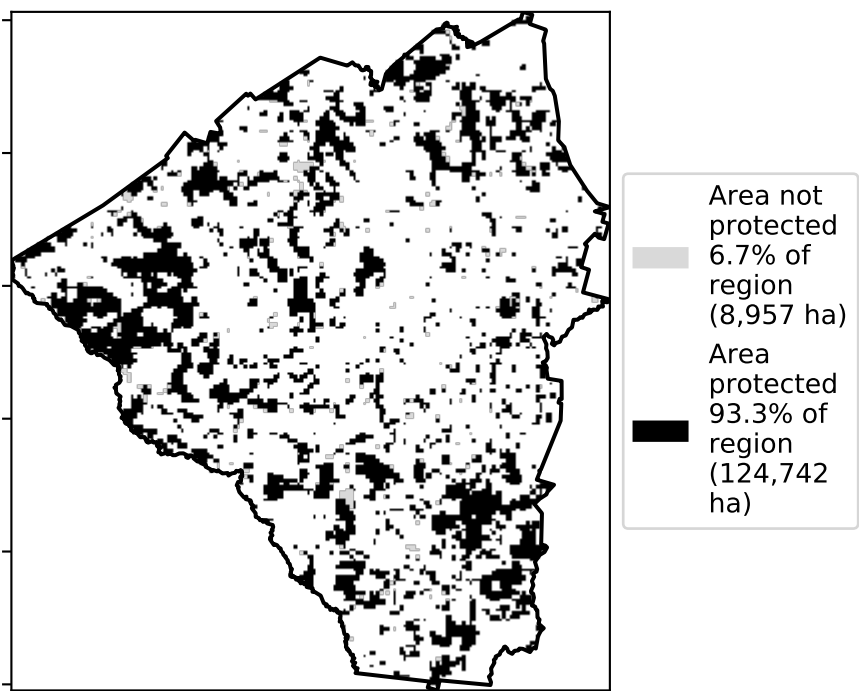 Area not
protected
6.7% of
region
(8,957 ha)
Area
protected
93.3% of
region
(124,742
ha)